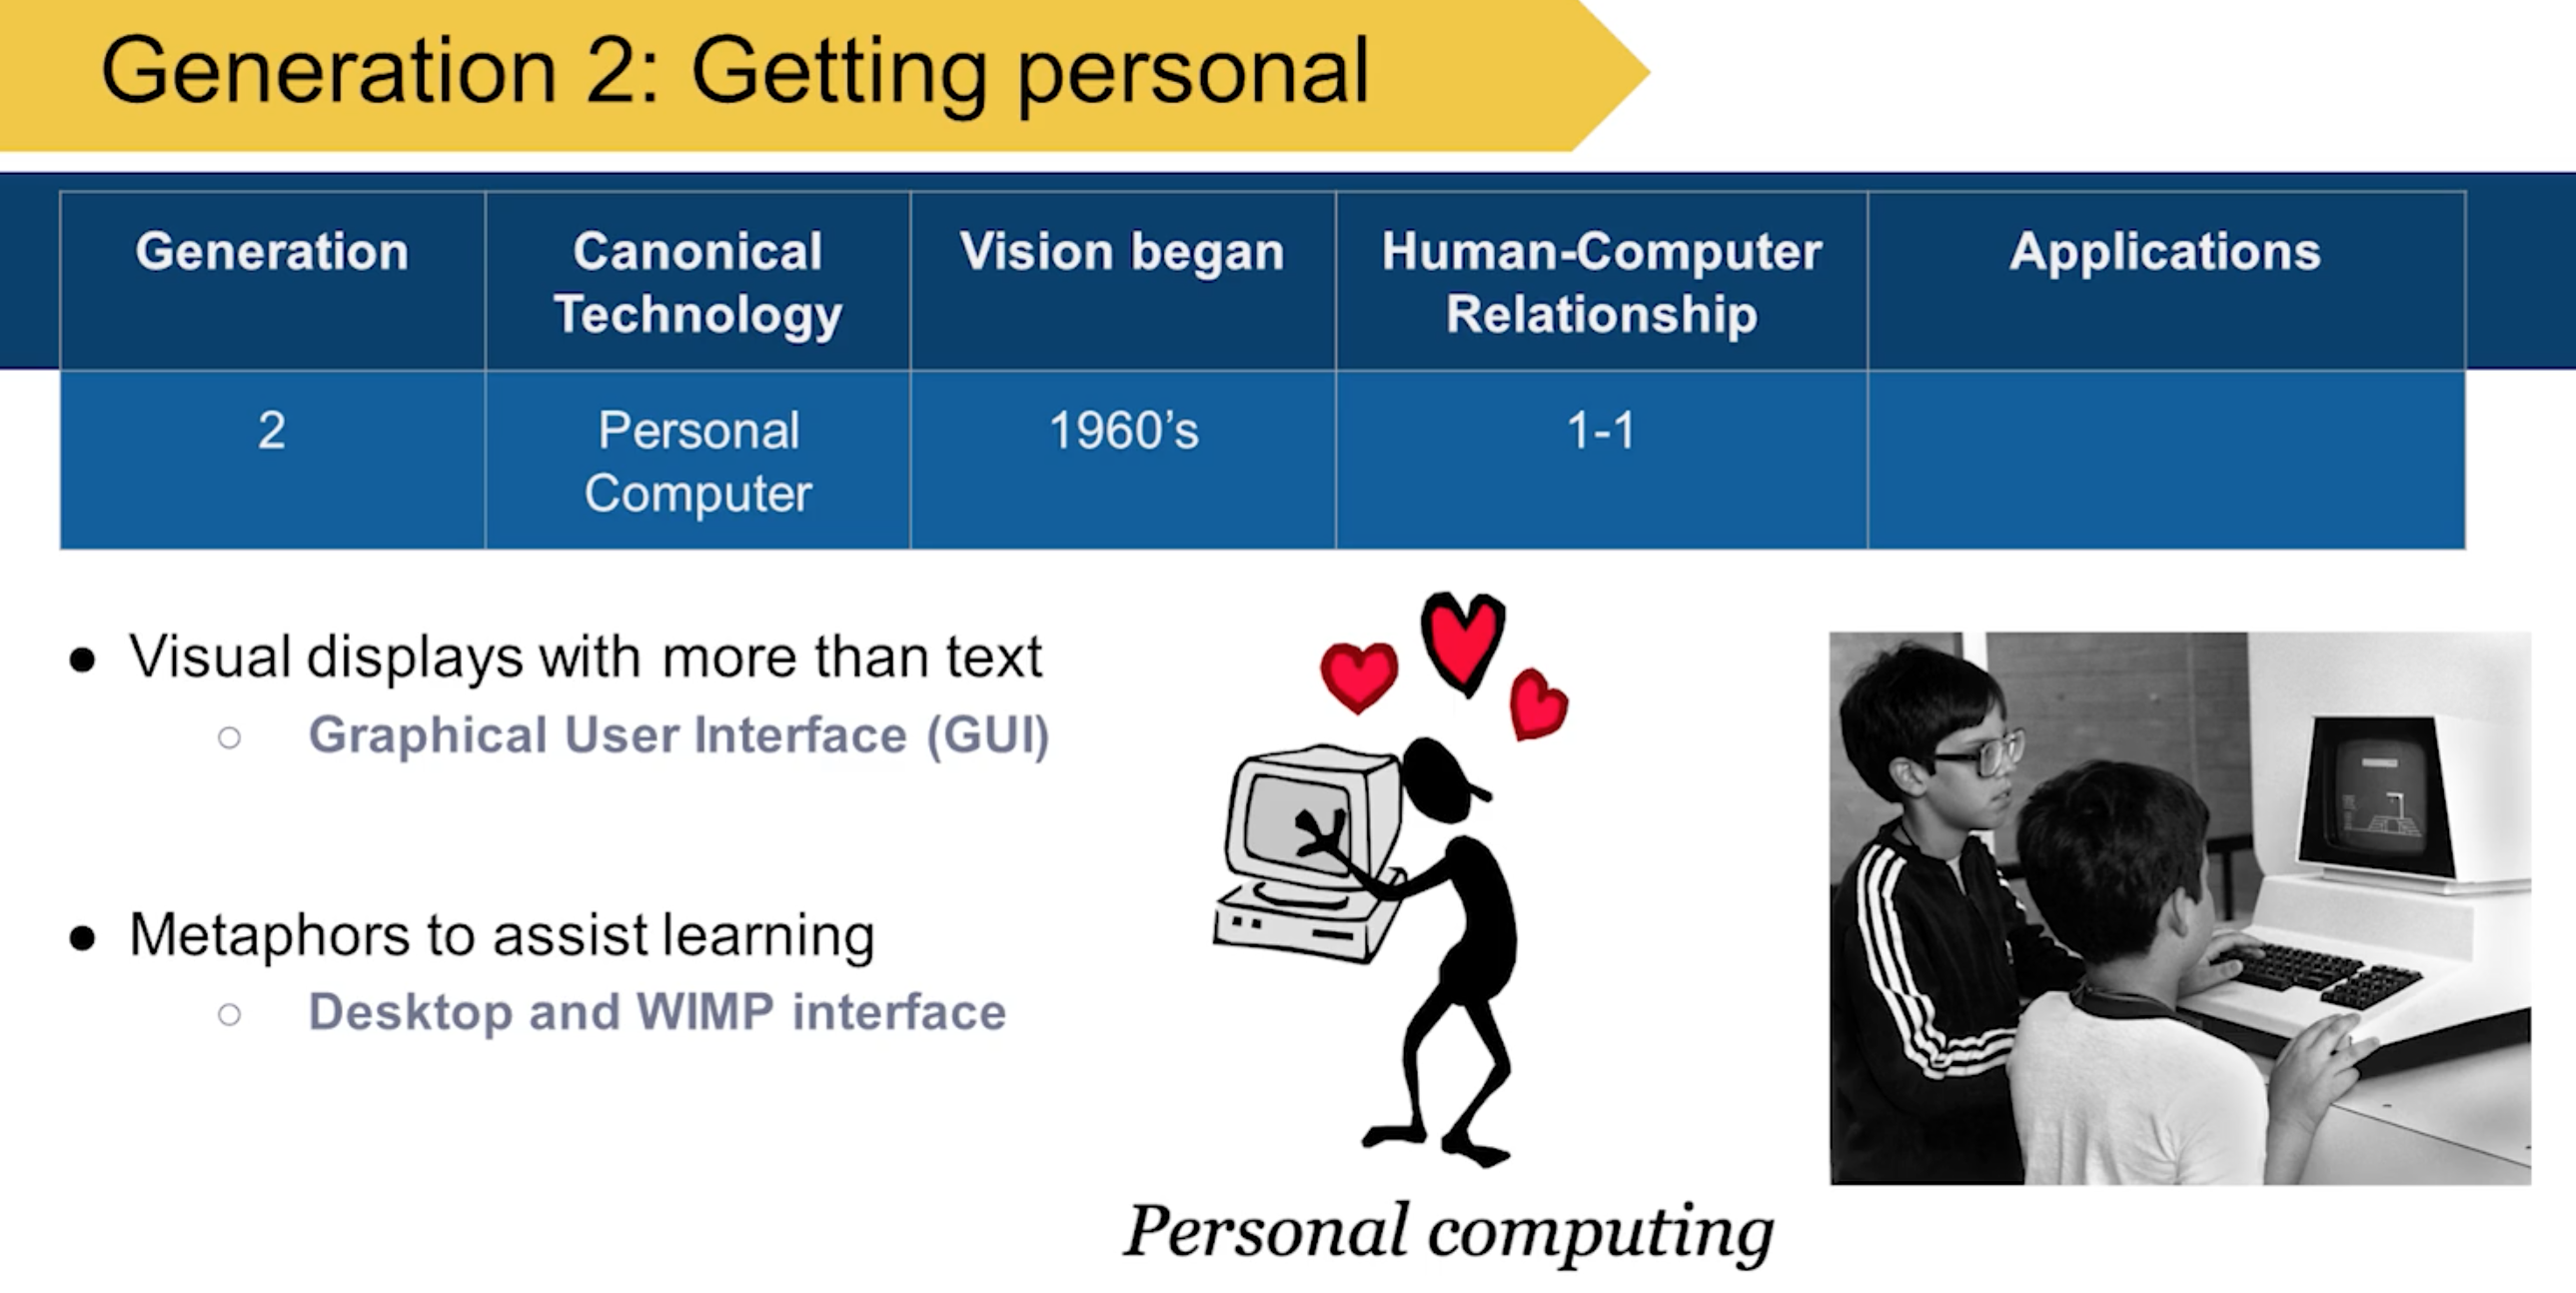 Generation 2: Getting personal
Generation
Canonical
Technology
Vision began
Human-Computer
Relationship
Applications
2
Personal
Computer
1960’s
1-1
● Visual displays with more than text
○ Graphical User Interface (GUI)
● Metaphors to assist learning
○ Desktop and WIMP interface
Personal computing